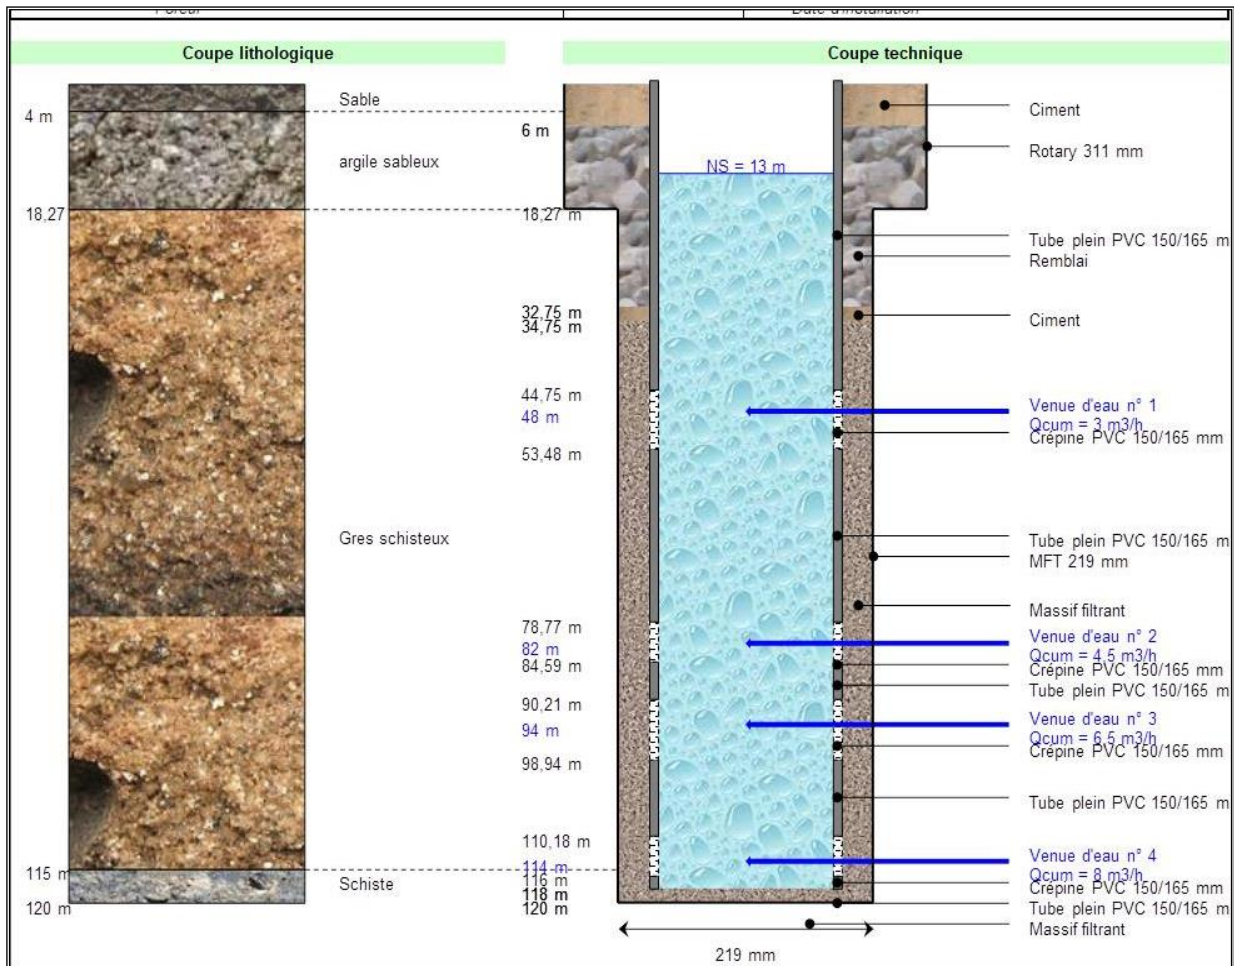 Foreur Date d'installation
Coupe lithologique Coupe technique
Sable
4 m
argile sableux
18,27
Gres schisteux
115 m
Schiste
120 m
6 m
18,27 m
32,75 m
34,75 m
44,75 m
48 m
53,48 m
78,77 m
82 m
84,59 m
90,21 m
94 m
98,94 m
110,18 m
114 m
116 m
118 m
120 m
NS = 13 m
219 mm
Ciment
Rotary 311 mm
Tube plein PVC 150/165 m
Remblai
Ciment
Venue d'eau n° 1
Qcum = 3 m3/h
Crépine PVC 150/165 mm
Tube plein PVC 150/165 m
MFT 219 mm
Massif filtrant
Venue d'eau n° 2
Qcum = 4,5 m3/h
Crépine PVC 150/165 mm
Tube plein PVC 150/165 m
Venue d'eau n° 3
Qcum = 6,5 m3/h
Crépine PVC 150/165 mm
Tube plein PVC 150/165 m
Venue d'eau n° 4
Qcum = 8 m3/h
Crépine PVC 150/165 mm
Tube plein PVC 150/165 m
Massif filtrant